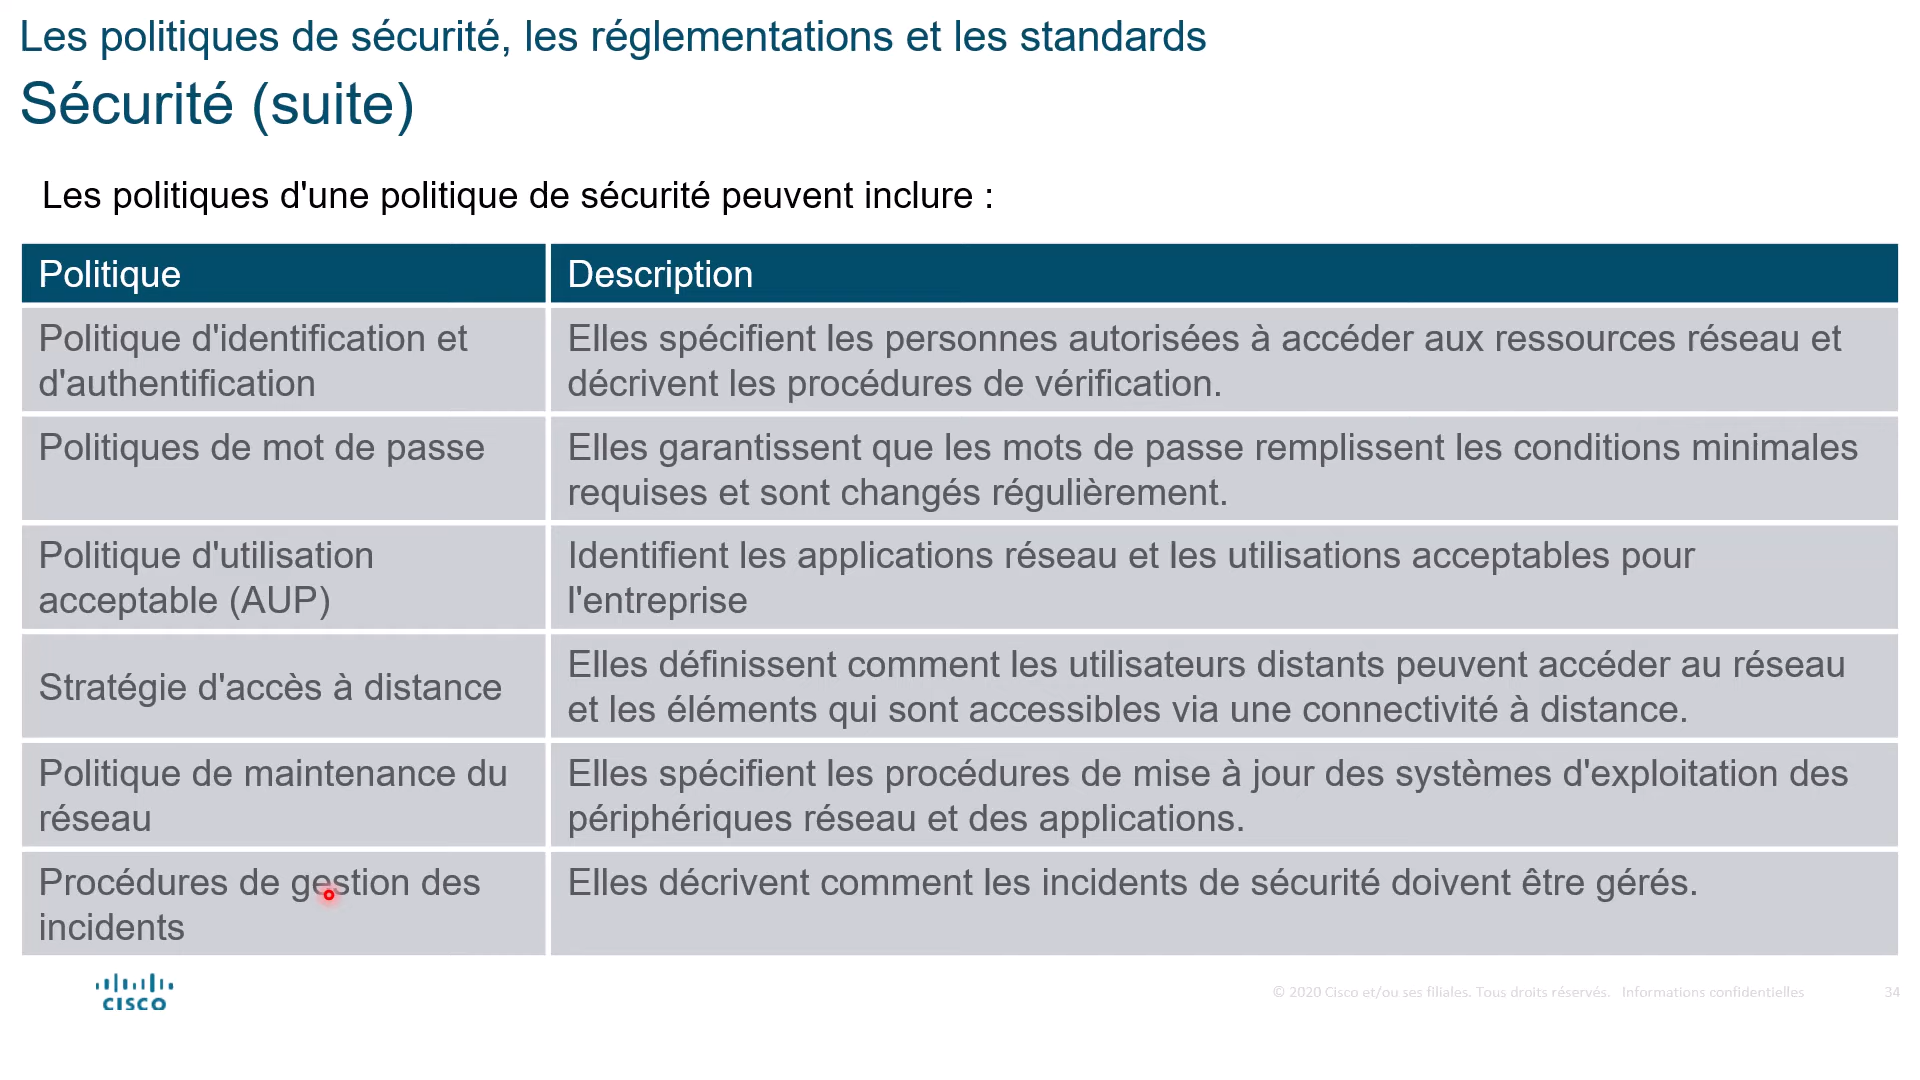 Les politiques de sécurité, les réglementations et les standards
Sécurité (suite)
Les politiques d'une politique de sécurité peuvent inclure :
Politique
Description
Politique d'identification et
d'authentification
Elles spécifient les personnes autorisées à accéder aux ressources réseau et
décrivent les procédures de vérification.
Politiques de mot de passe
Elles garantissent que les mots de passe remplissent les conditions minimales
requises et sont changés régulièrement.
Politique d'utilisation
acceptable (AUP)
Identifient les applications réseau et les utilisations acceptables pour
l'entreprise
Stratégie d'accès à distance
Elles définissent comment les utilisateurs distants peuvent accéder au réseau
et les éléments qui sont accessibles via une connectivité à distance.
Politique de maintenance du
réseau
Elles spécifient les procédures de mise à jour des systèmes d'exploitation des
périphériques réseau et des applications.
Procédures de gestion des
incidents
Elles décrivent comment les incidents de sécurité doivent être gérés.
CISCO
© 2020 Cisco et/ou ses filiales. Tous droits réservés. Informations confidentielles
34